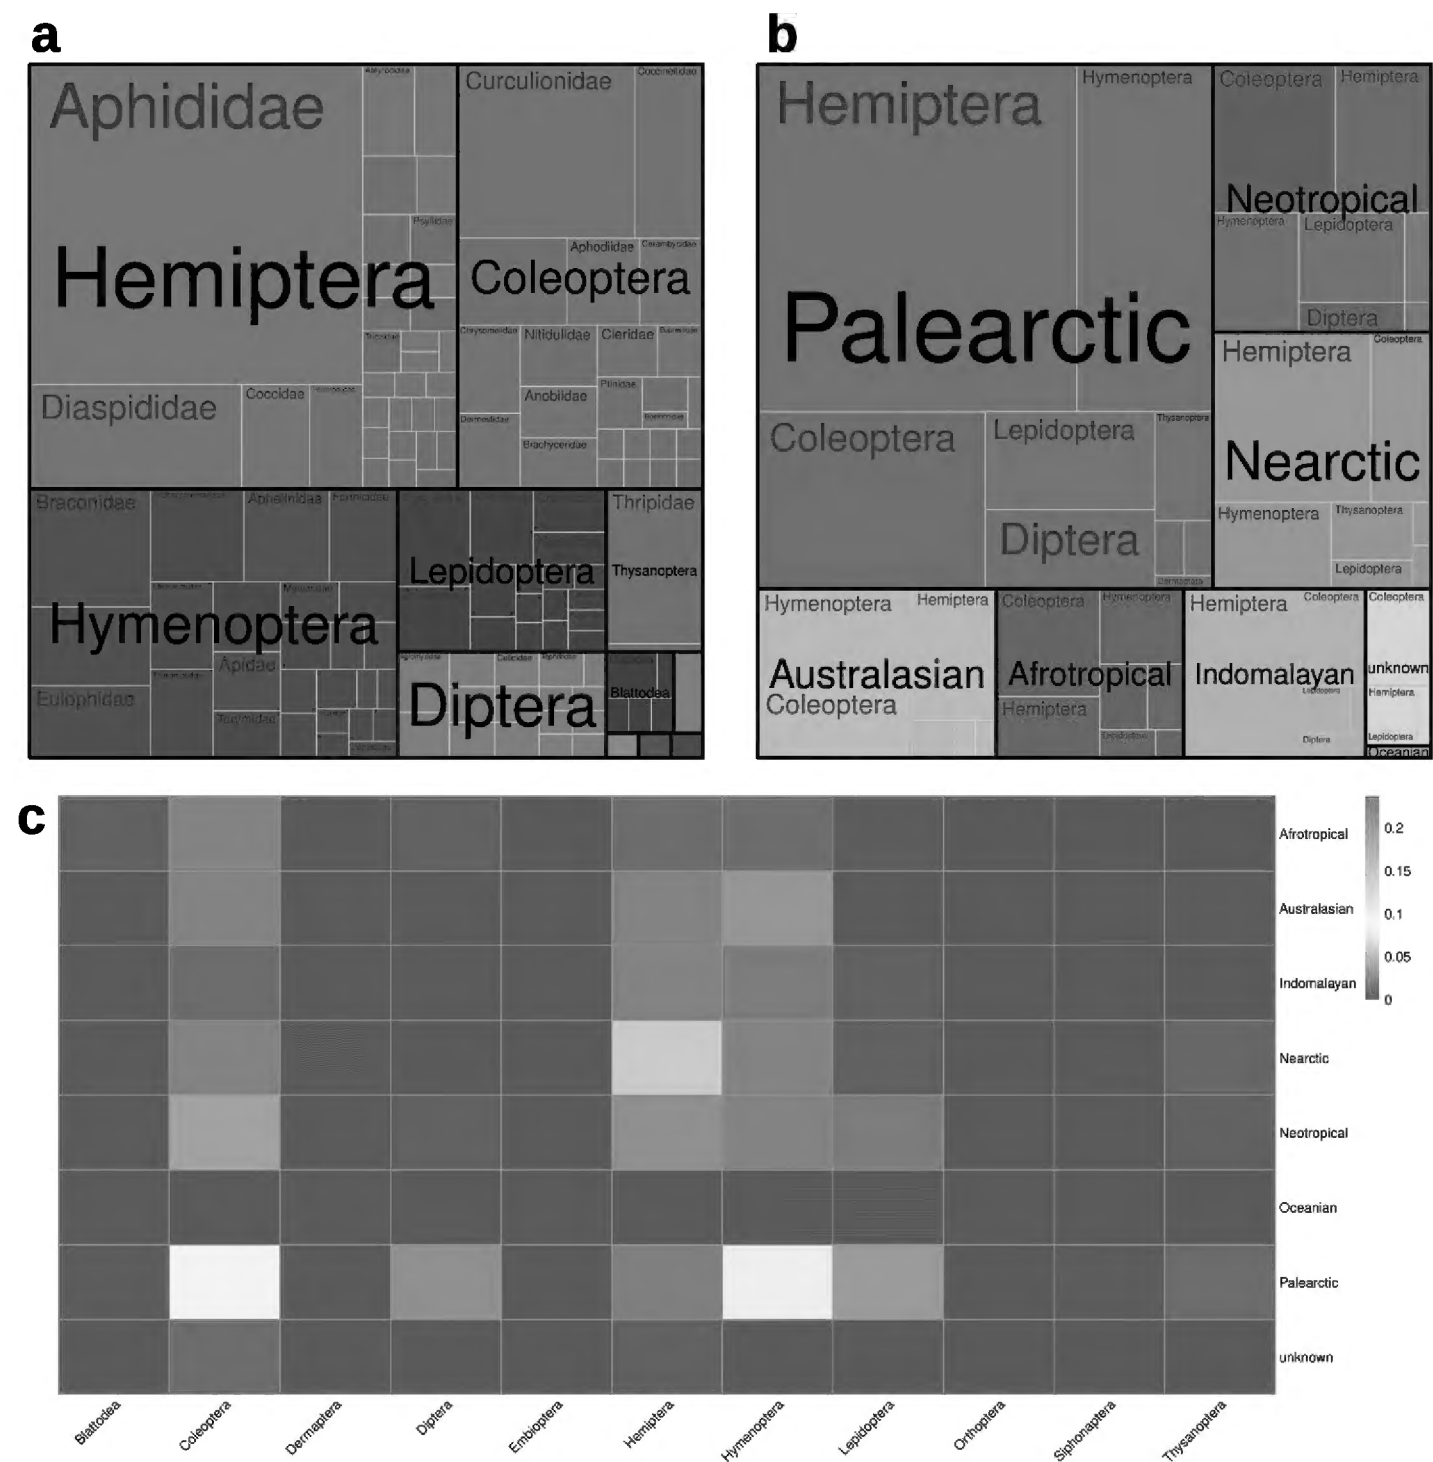 a
Aphididae
Hemiptera
Psyllidae
Diaspididae
Coccidae
Curculionidae
Coccinellidae
Aphodiidae
Cerambycidae
Coleoptera
Chrysomelidae
Nitidulidae
Cleridae
Anobiidae
Ptinidae
Dermestidae
Brachyceridae
Braconidae
Aphelinidae
Formicidae
Hymenoptera
Apidae
Eulophidae
Torymidae
Lepidoptera
Thripidae
Thysanoptera
Culicidae
Diptera
Blattodea
b
Hemiptera
Hymenoptera
Palearctic
Coleoptera
Lepidoptera
Thysanoptera
Diptera
Dermaptera
Coleoptera
Hemiptera
Neotropical
Hymenoptera
Lepidoptera
Diptera
Hemiptera
Coleoptera
Nearctic
Hymenoptera
Thysanoptera
Lepidoptera
Hymenoptera
Hemiptera
Australasian
Coleoptera
Coleoptera
Hymenoptera
Afrotropical
Hemiptera
Lepidoptera
Hemiptera
Coleoptera
Indomalayan
Lepidoptera
Diptera
Coleoptera
unknown
Hemiptera
Lepidoptera
Oceanian
c
Afrotropical
Australasian
Indomalayan
Nearctic
Neotropical
Oceanian
Palearctic
unknown
0.2
0.15
0.1
0.05
0
Blattodea
Coleoptera
Dermaptera
Diptera
Embioptera
Hemiptera
Hymenoptera
Lepidoptera
Orthoptera
Siphonaptera
Thysanoptera